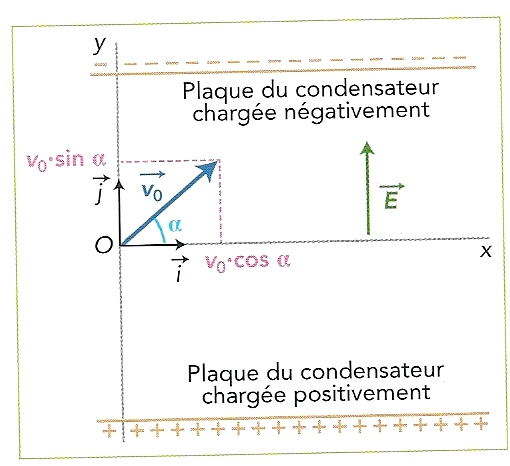 y
− − − − − − − − − − − − − − − −
Plaque du condensateur
chargée négativement
v₀·sin α
j
v₀
α
E
O
i
v₀·cos α
x
Plaque du condensateur
chargée positivement
+ + + + + + + + + + + + + + + + + + +